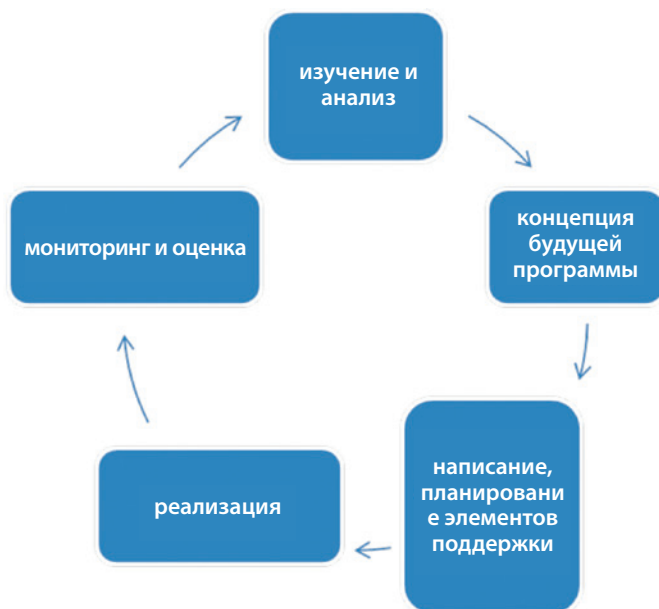 изучение и
анализ
концепция
будущей
программы
написание,
планировани
е элементов
поддержки
реализация
мониторинг и оценка